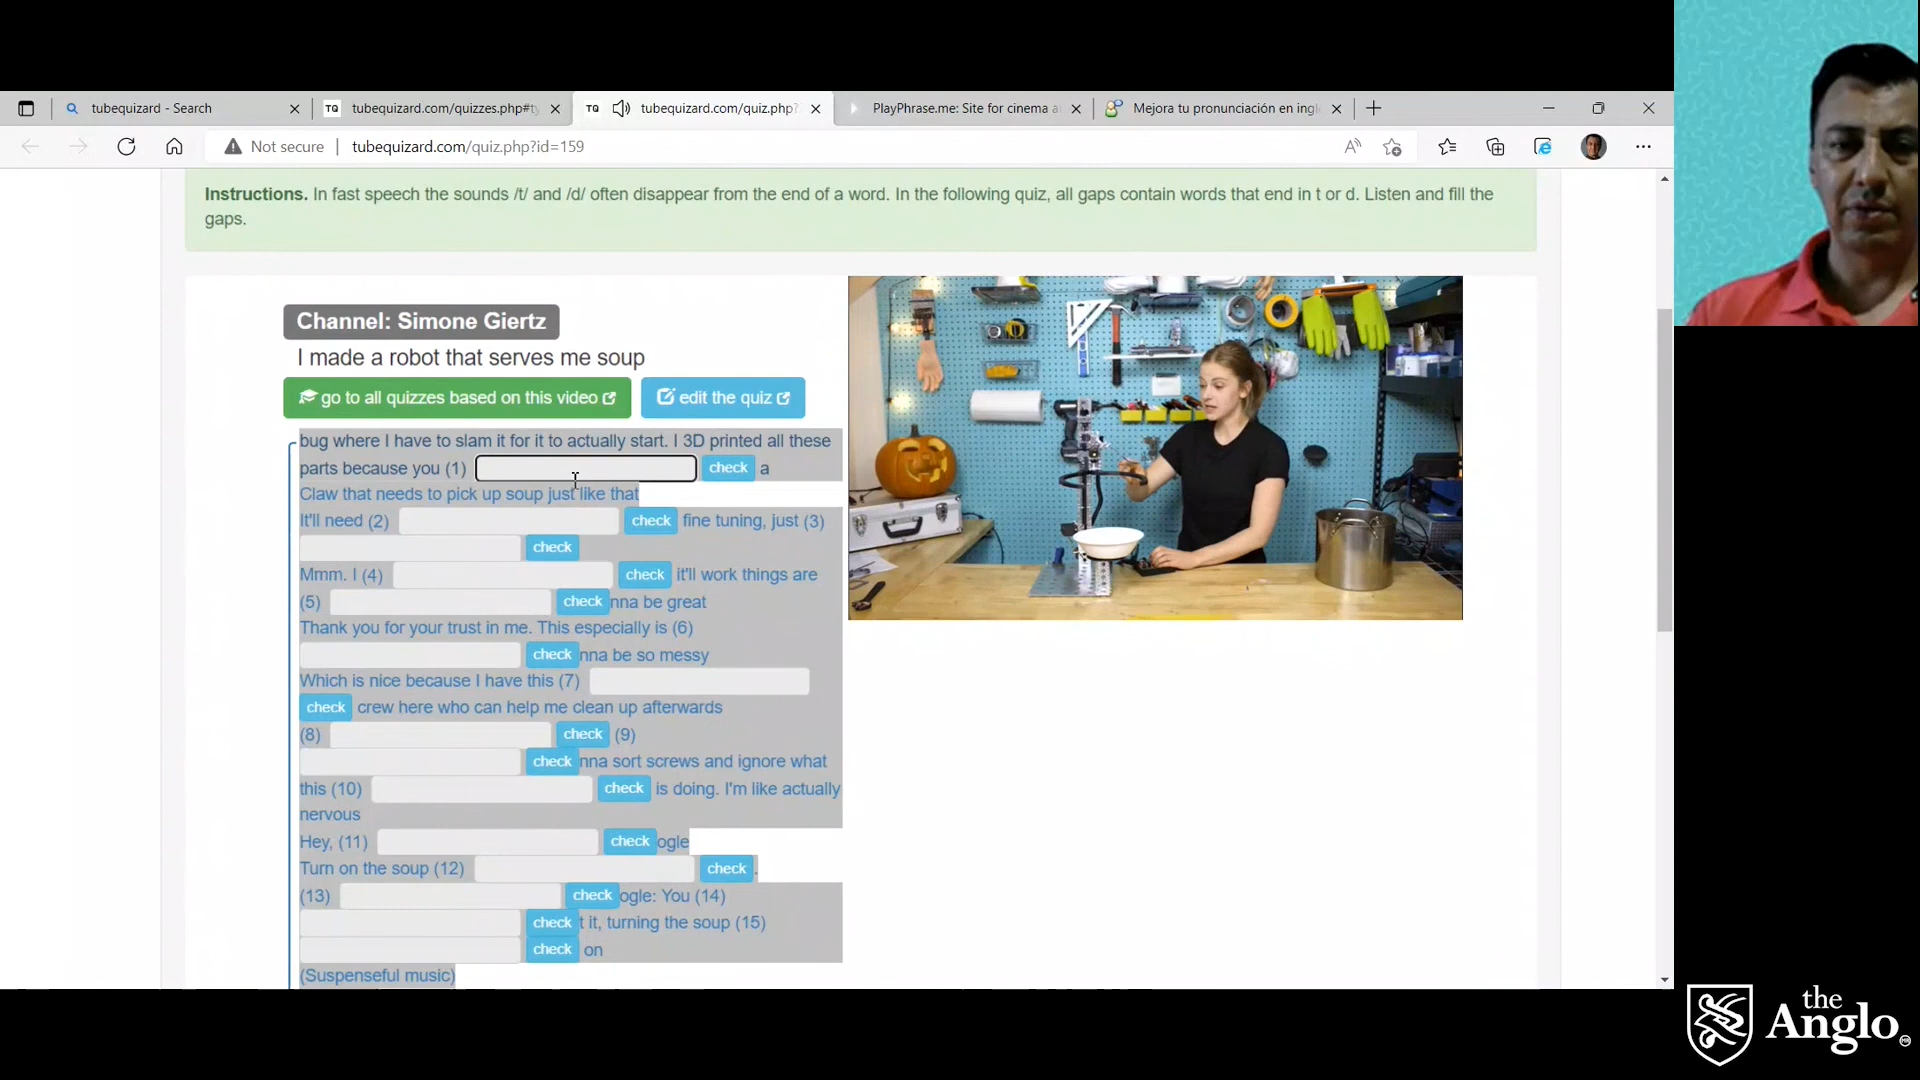 tubequizard - Search
TQ tubequizard.com/quizzes.php#ty
TQ tubequizard.com/quiz.php?
PlayPhrase.me: Site for cinema a
Mejora tu pronunciación en ingl
Not secure tubequizard.com/quiz.php?id=159
Instructions. In fast speech the sounds /t/ and /d/ often disappear from the end of a word. In the following quiz, all gaps contain words that end in t or d. Listen and fill the
gaps.
Channel: Simone Giertz
I made a robot that serves me soup
go to all quizzes based on this video edit the quiz
bug where I have to slam it for it to actually start. I 3D printed all these
parts because you (1) check a
Claw that needs to pick up soup just like that
It'll need (2) check fine tuning, just (3)
check
Mmm. I (4) check it'll work things are
(5) check nna be great
Thank you for your trust in me. This especially is (6)
check nna be so messy
Which is nice because I have this (7)
check crew here who can help me clean up afterwards
(8) check (9)
check nna sort screws and ignore what
this (10) check is doing. I'm like actually
nervous
Hey, (11) check ogle
Turn on the soup (12) check .
(13) check ogle: You (14)
check t it, turning the soup (15)
check on
(Suspenseful music)
the
Anglo